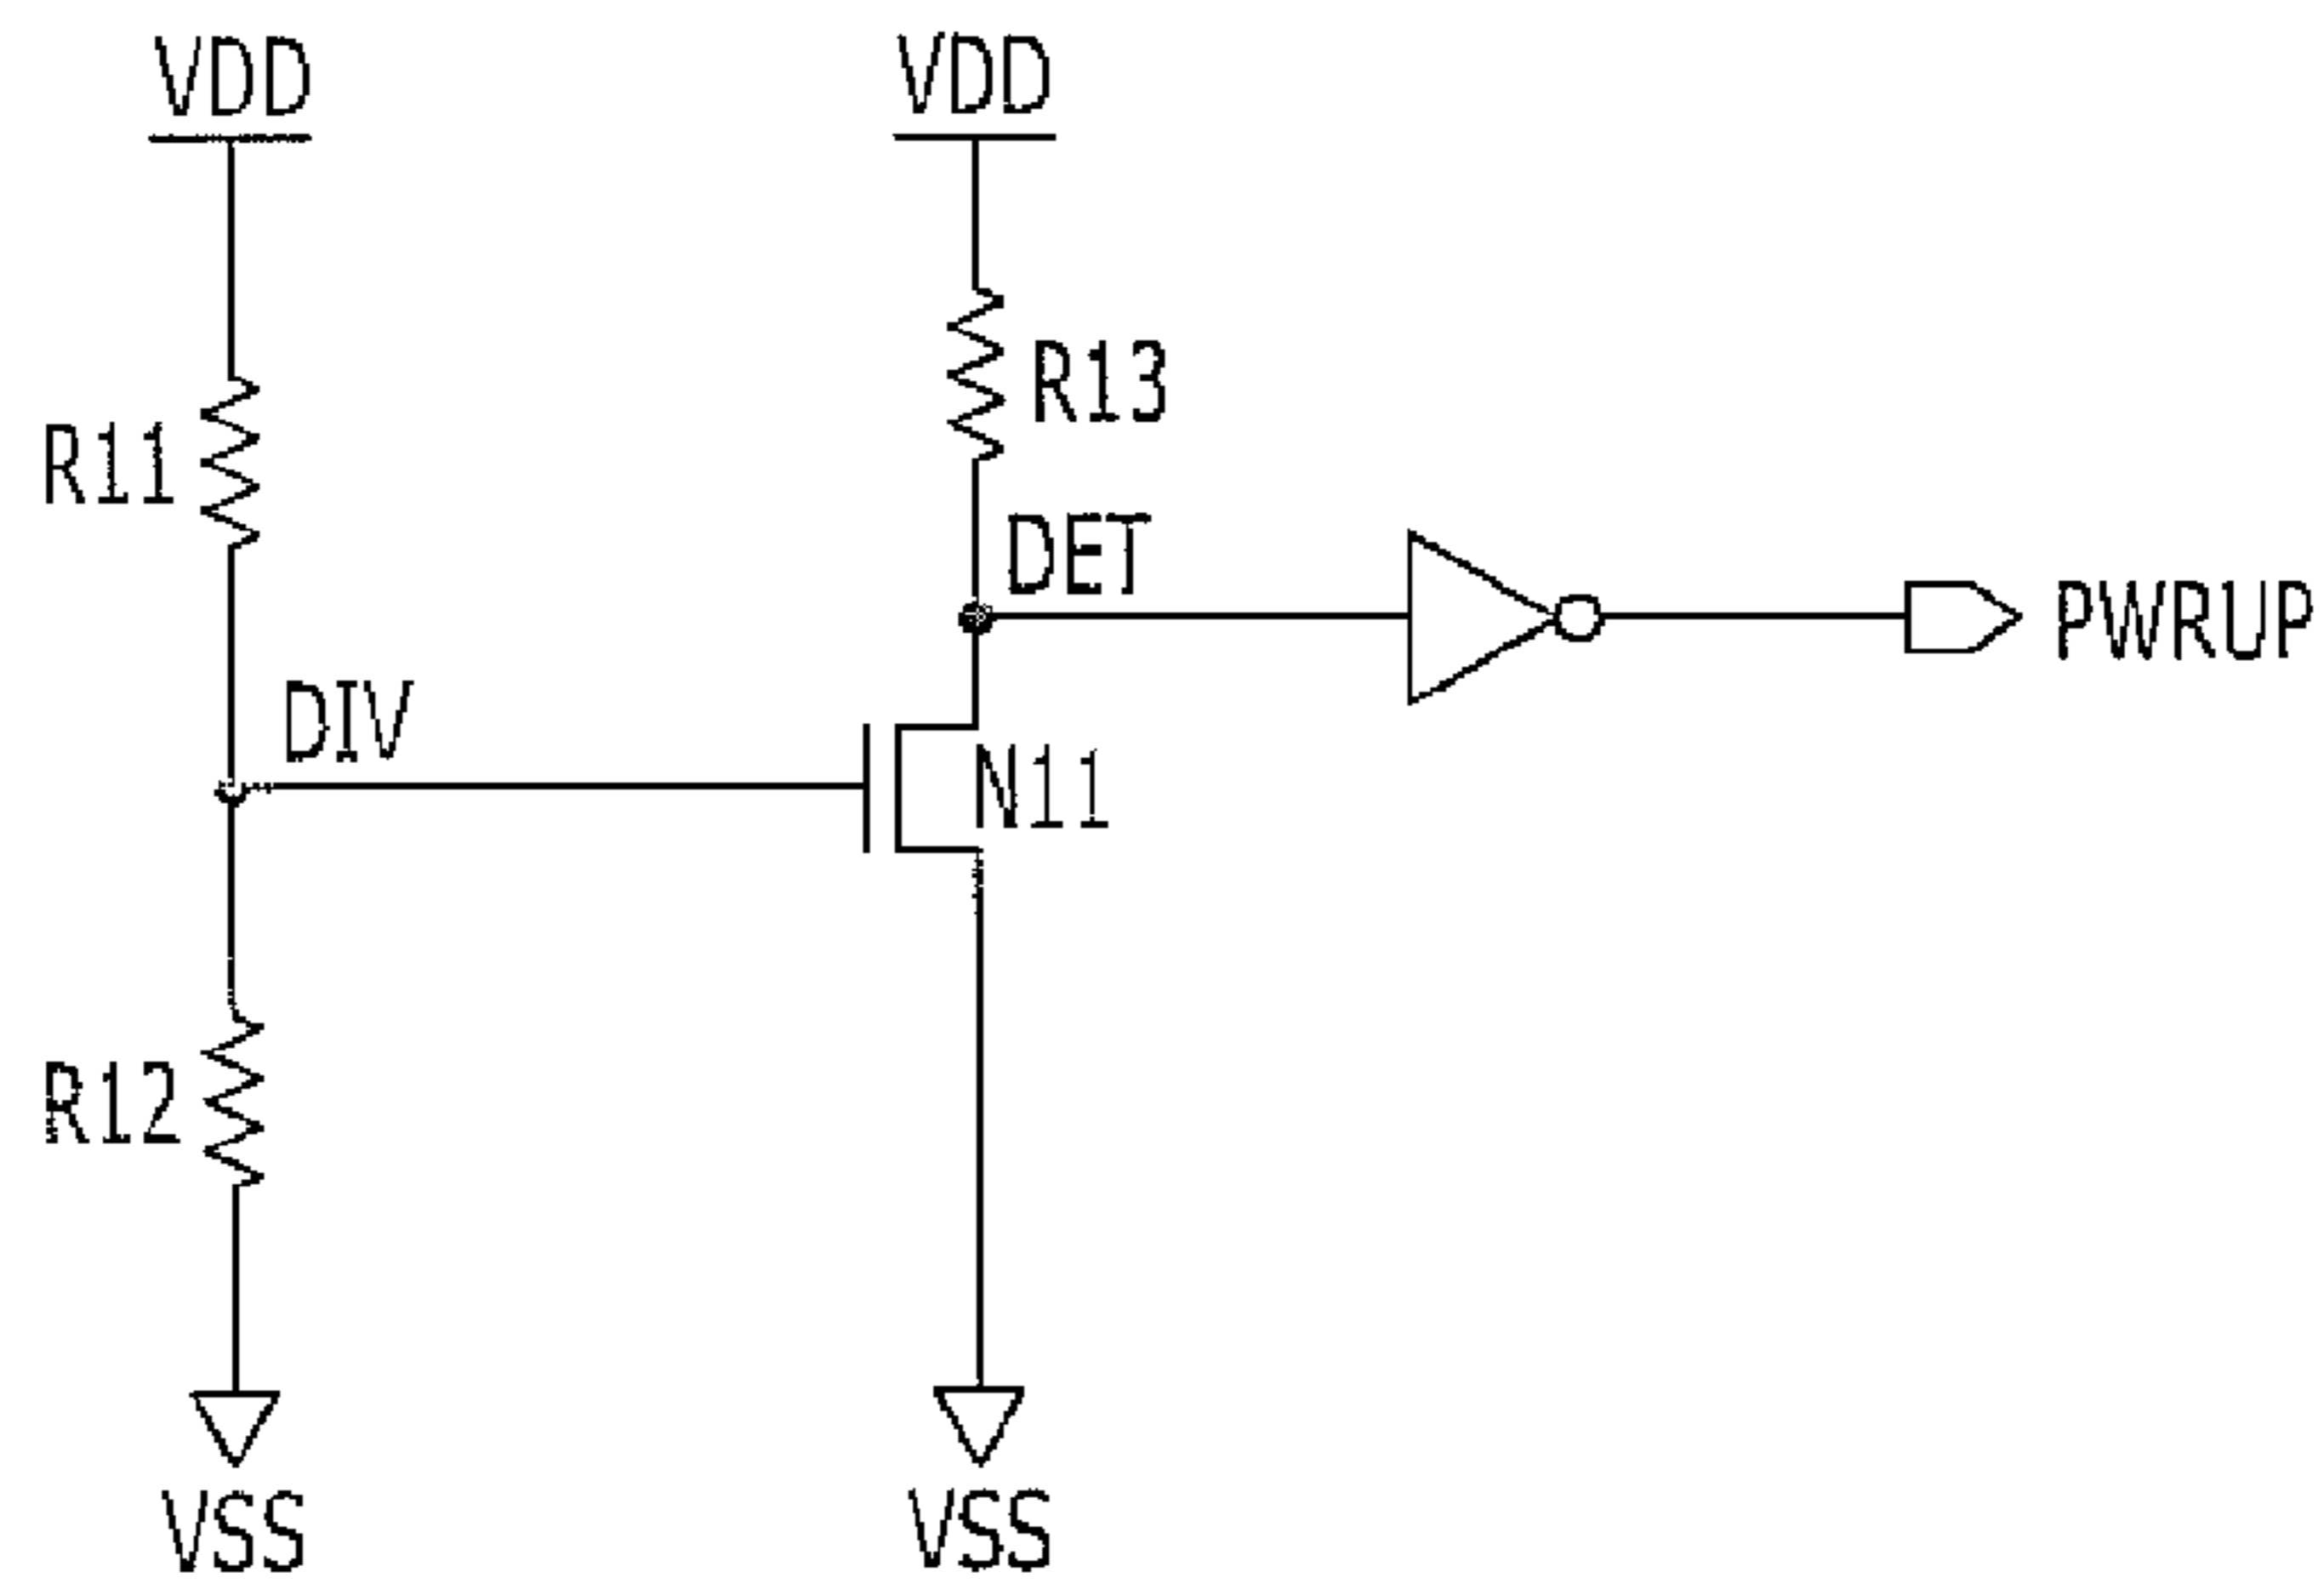 VDD
VDD
R13
R11
DET
PWRUP
DIV
N11
R12
VSS
VSS